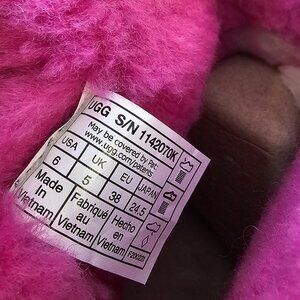 UGG S/N 1142070K
May be covered by Pat:
www.ugg.com/patents
USA UK EU JAPAN
6 5 38 24.5
Made in Vietnam
Fabriqué au Vietnam
Hecho en Vietnam